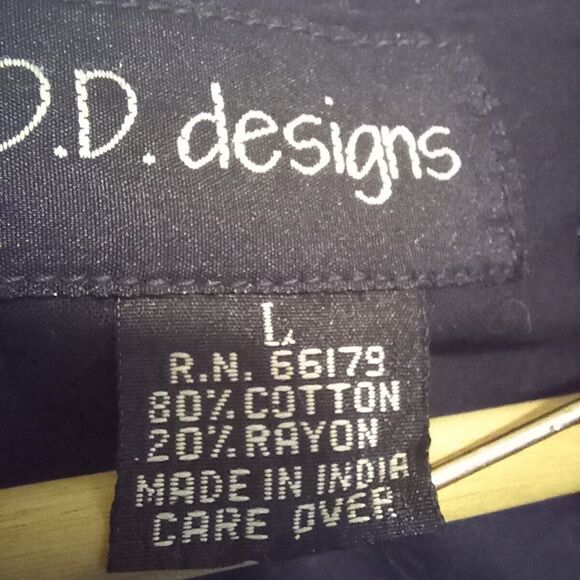 D.D. designs
L
R.N. 66179
80% COTTON
20% RAYON
MADE IN INDIA
CARE OVER